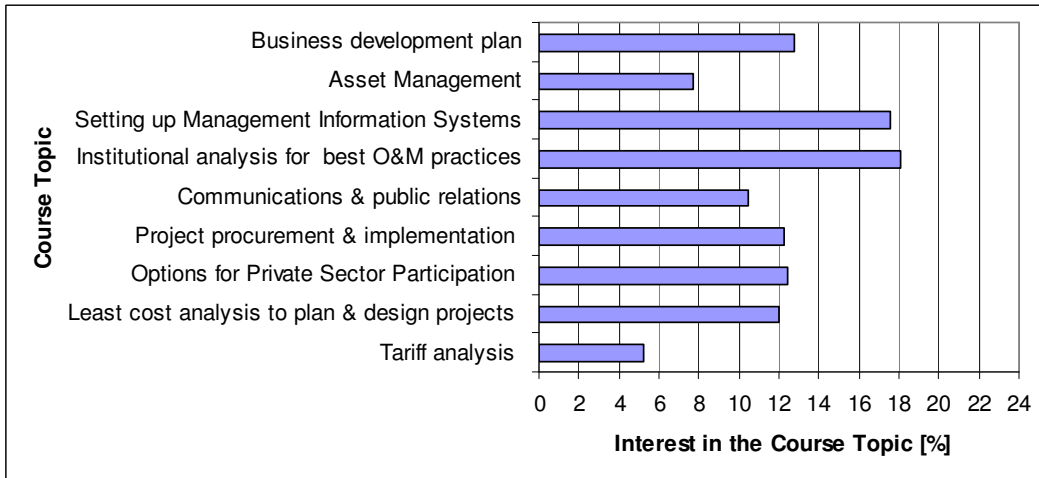 Course Topic
Business development plan
Asset Management
Setting up Management Information Systems
Institutional analysis for best O&M practices
Communications & public relations
Project procurement & implementation
Options for Private Sector Participation
Least cost analysis to plan & design projects
Tariff analysis
0 2 4 6 8 10 12 14 16 18 20 22 24
Interest in the Course Topic [%]